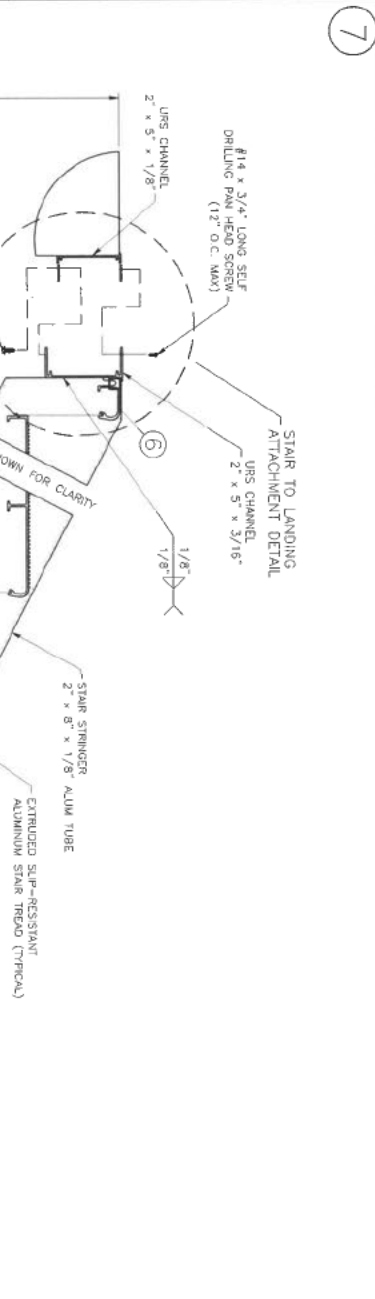 7
STAIR TO LANDING
ATTACHMENT DETAIL
#14 x 3/4" LONG SELF
DRILLING PAN HEAD SCREW
(12" O.C. MAX)
URS CHANNEL
2" x 5" x 3/16"
URS CHANNEL
2" x 5" x 1/8"
6
1/8"
1/8"
OWN FOR CLARITY
STAIR STRINGER
2" x 8" x 1/8" ALUM TUBE
EXTRUDED SLIP-RESISTANT
ALUMINUM STAIR TREAD (TYPICAL)